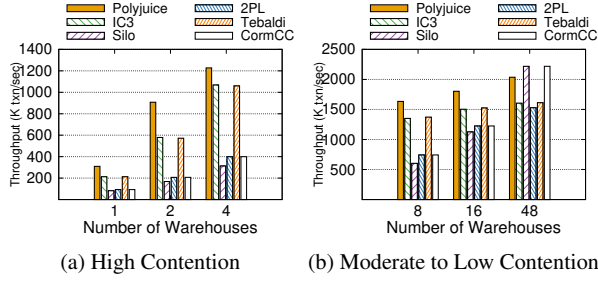 Polyjuice 2PL
IC3 Tebaldi
Silo CormCC
Throughput (K txn/sec)
1400
1200
1000
800
600
400
200
1 2 4
Number of Warehouses
(a) High Contention
Polyjuice 2PL
IC3 Tebaldi
Silo CormCC
Throughput (K txn/sec)
2500
2000
1500
1000
500
8 16 48
Number of Warehouses
(b) Moderate to Low Contention